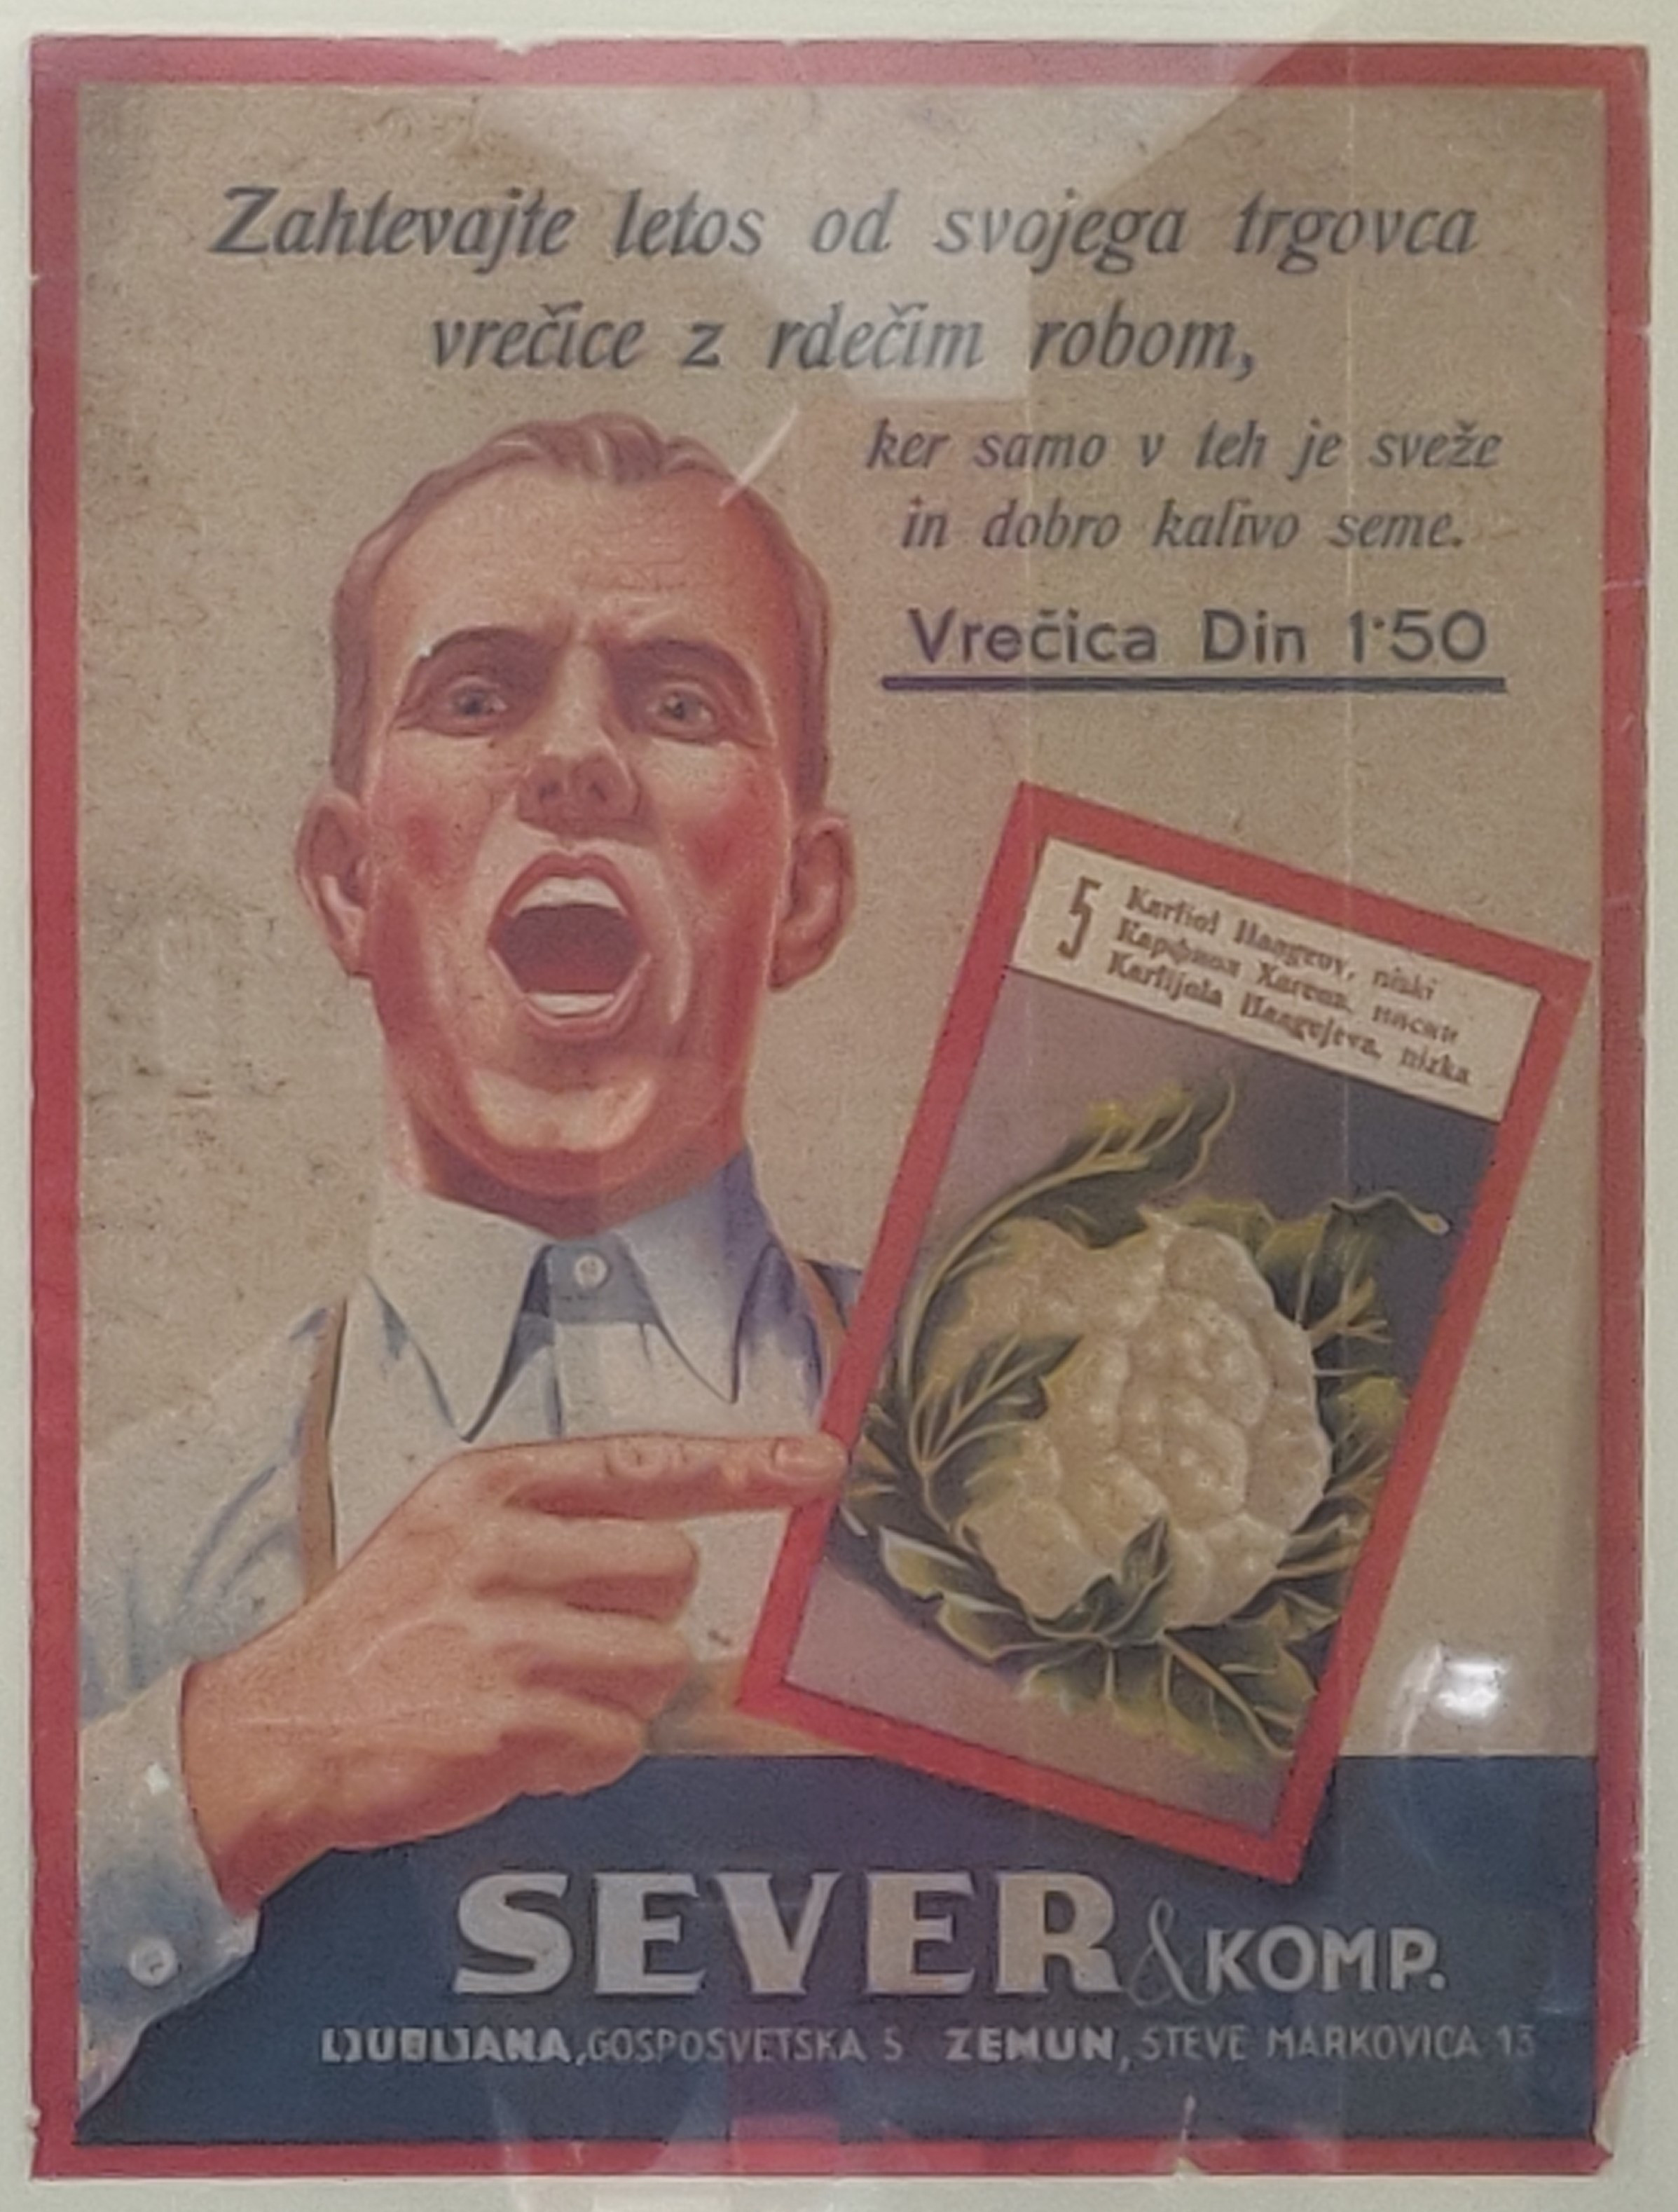 Zahtevajte letos od svojega trgovca
vrečice z rdečim robom,
ker samo v teh je sveže
in dobro kalivo seme.
Vrečica Din 1·50
5
Karfiol Haageov, niski
Карфиол Хагеов, ниски
Karfijola Haagejeva, nizka
SEVER & KOMP.
LJUBLJANA, GOSPOSVETSKA 5 ZEMUN, STEVE MARKOVICA 13